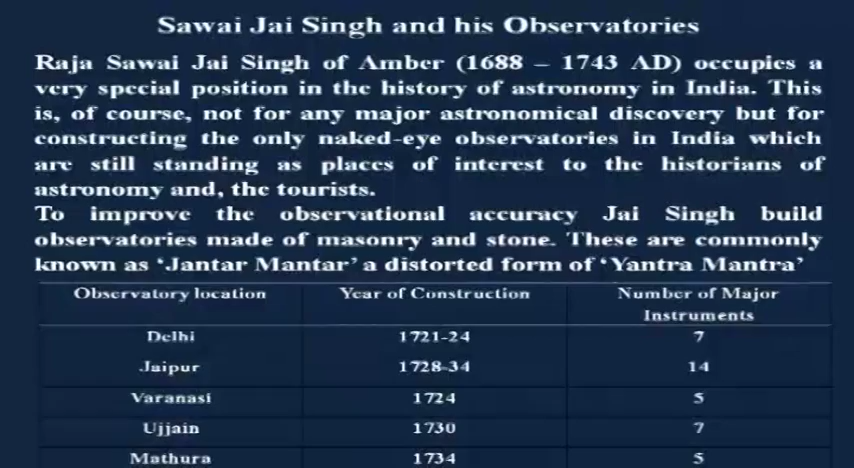 Sawai Jai Singh and his Observatories
Raja Sawai Jai Singh of Amber (1688 – 1743 AD) occupies a
very special position in the history of astronomy in India. This
is, of course, not for any major astronomical discovery but for
constructing the only naked-eye observatories in India which
are still standing as places of interest to the historians of
astronomy and, the tourists.
To improve the observational accuracy Jai Singh build
observatories made of masonry and stone. These are commonly
known as ‘Jantar Mantar’ a distorted form of ‘Yantra Mantra’
Observatory location Year of Construction Number of Major
Instruments
Delhi 1721-24 7
Jaipur 1728-34 14
Varanasi 1724 5
Ujjain 1730 7
Mathura 1734 5